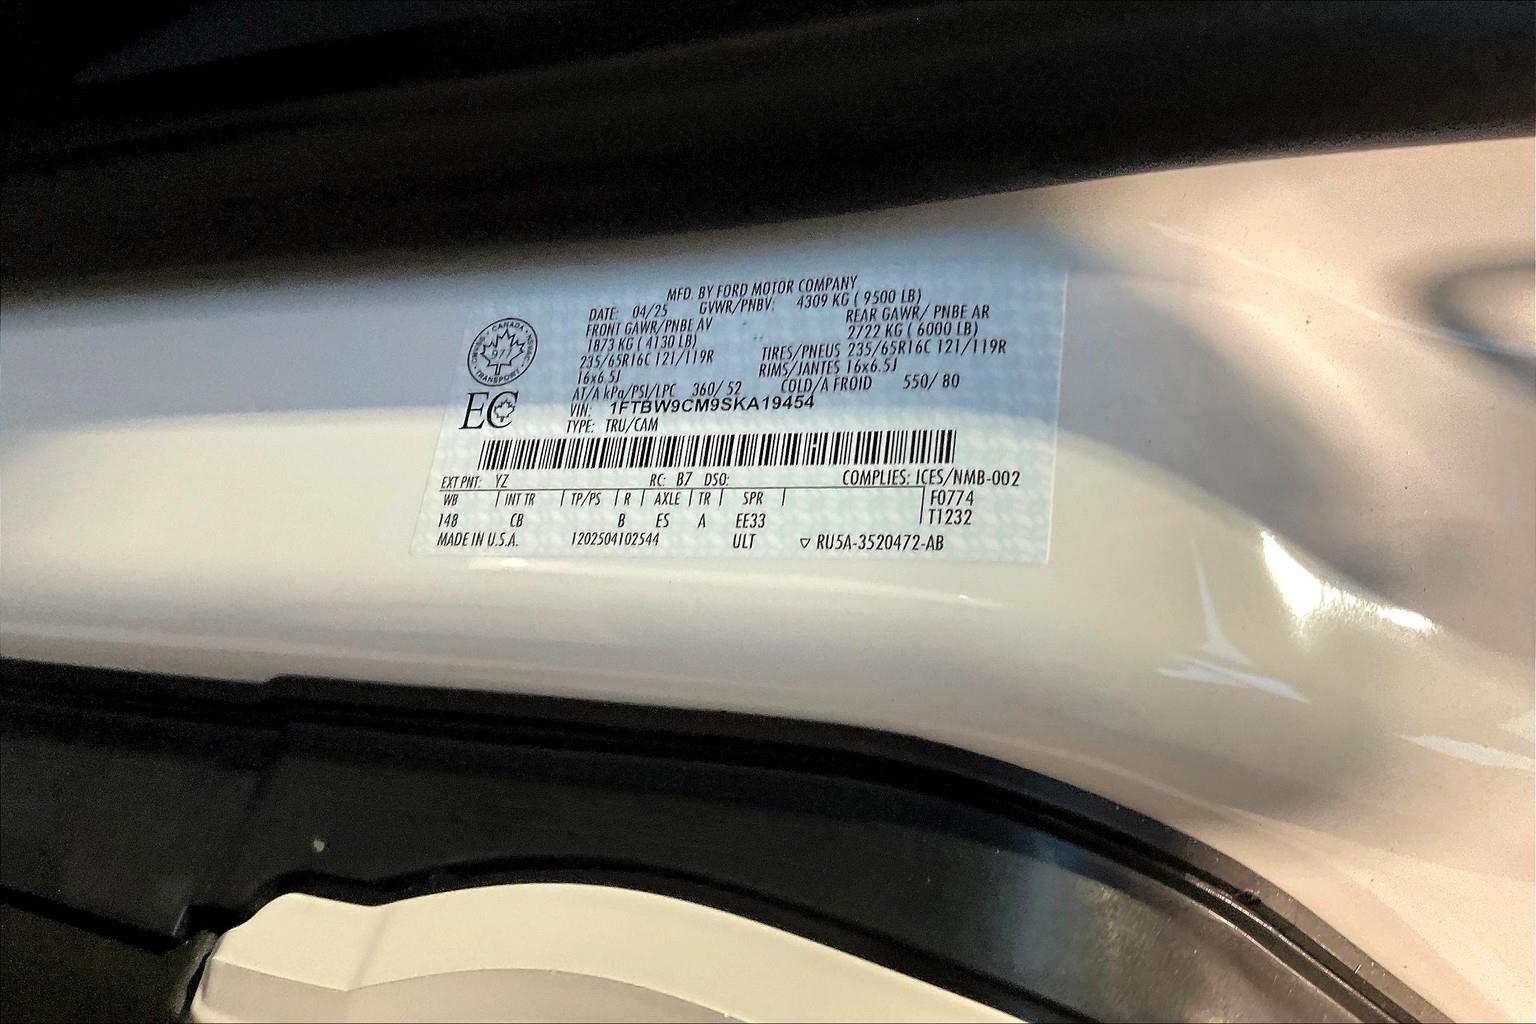 MFD. BY FORD MOTOR COMPANY
DATE: 04/25 GVWR/PNBV: 4309 KG ( 9500 LB)
FRONT GAWR/PNBE AV REAR GAWR/ PNBE AR
1873 KG ( 4130 LB) 2722 KG ( 6000 LB)
235/65R16C 121/119R TIRES/PNEUS 235/65R16C 121/119R
16x6.5J RIMS/JANTES 16x6.5J
AT/A kPa/PSI/LPC 360/ 52 COLD/A FROID 550/ 80
VIN: 1FTBW9CM9SKA19454
TYPE: TRU/CAM
CANADA
977
TRANSPORT
EC
EXT PNT: YZ RC: B7 DSO: COMPLIES: ICES/NMB-002
WB INT TR TP/PS R AXLE TR SPR F0774
148 CB B ES A EE33 T1232
MADE IN U.S.A. 1202504102544 ULT ▽ RU5A-3520472-AB